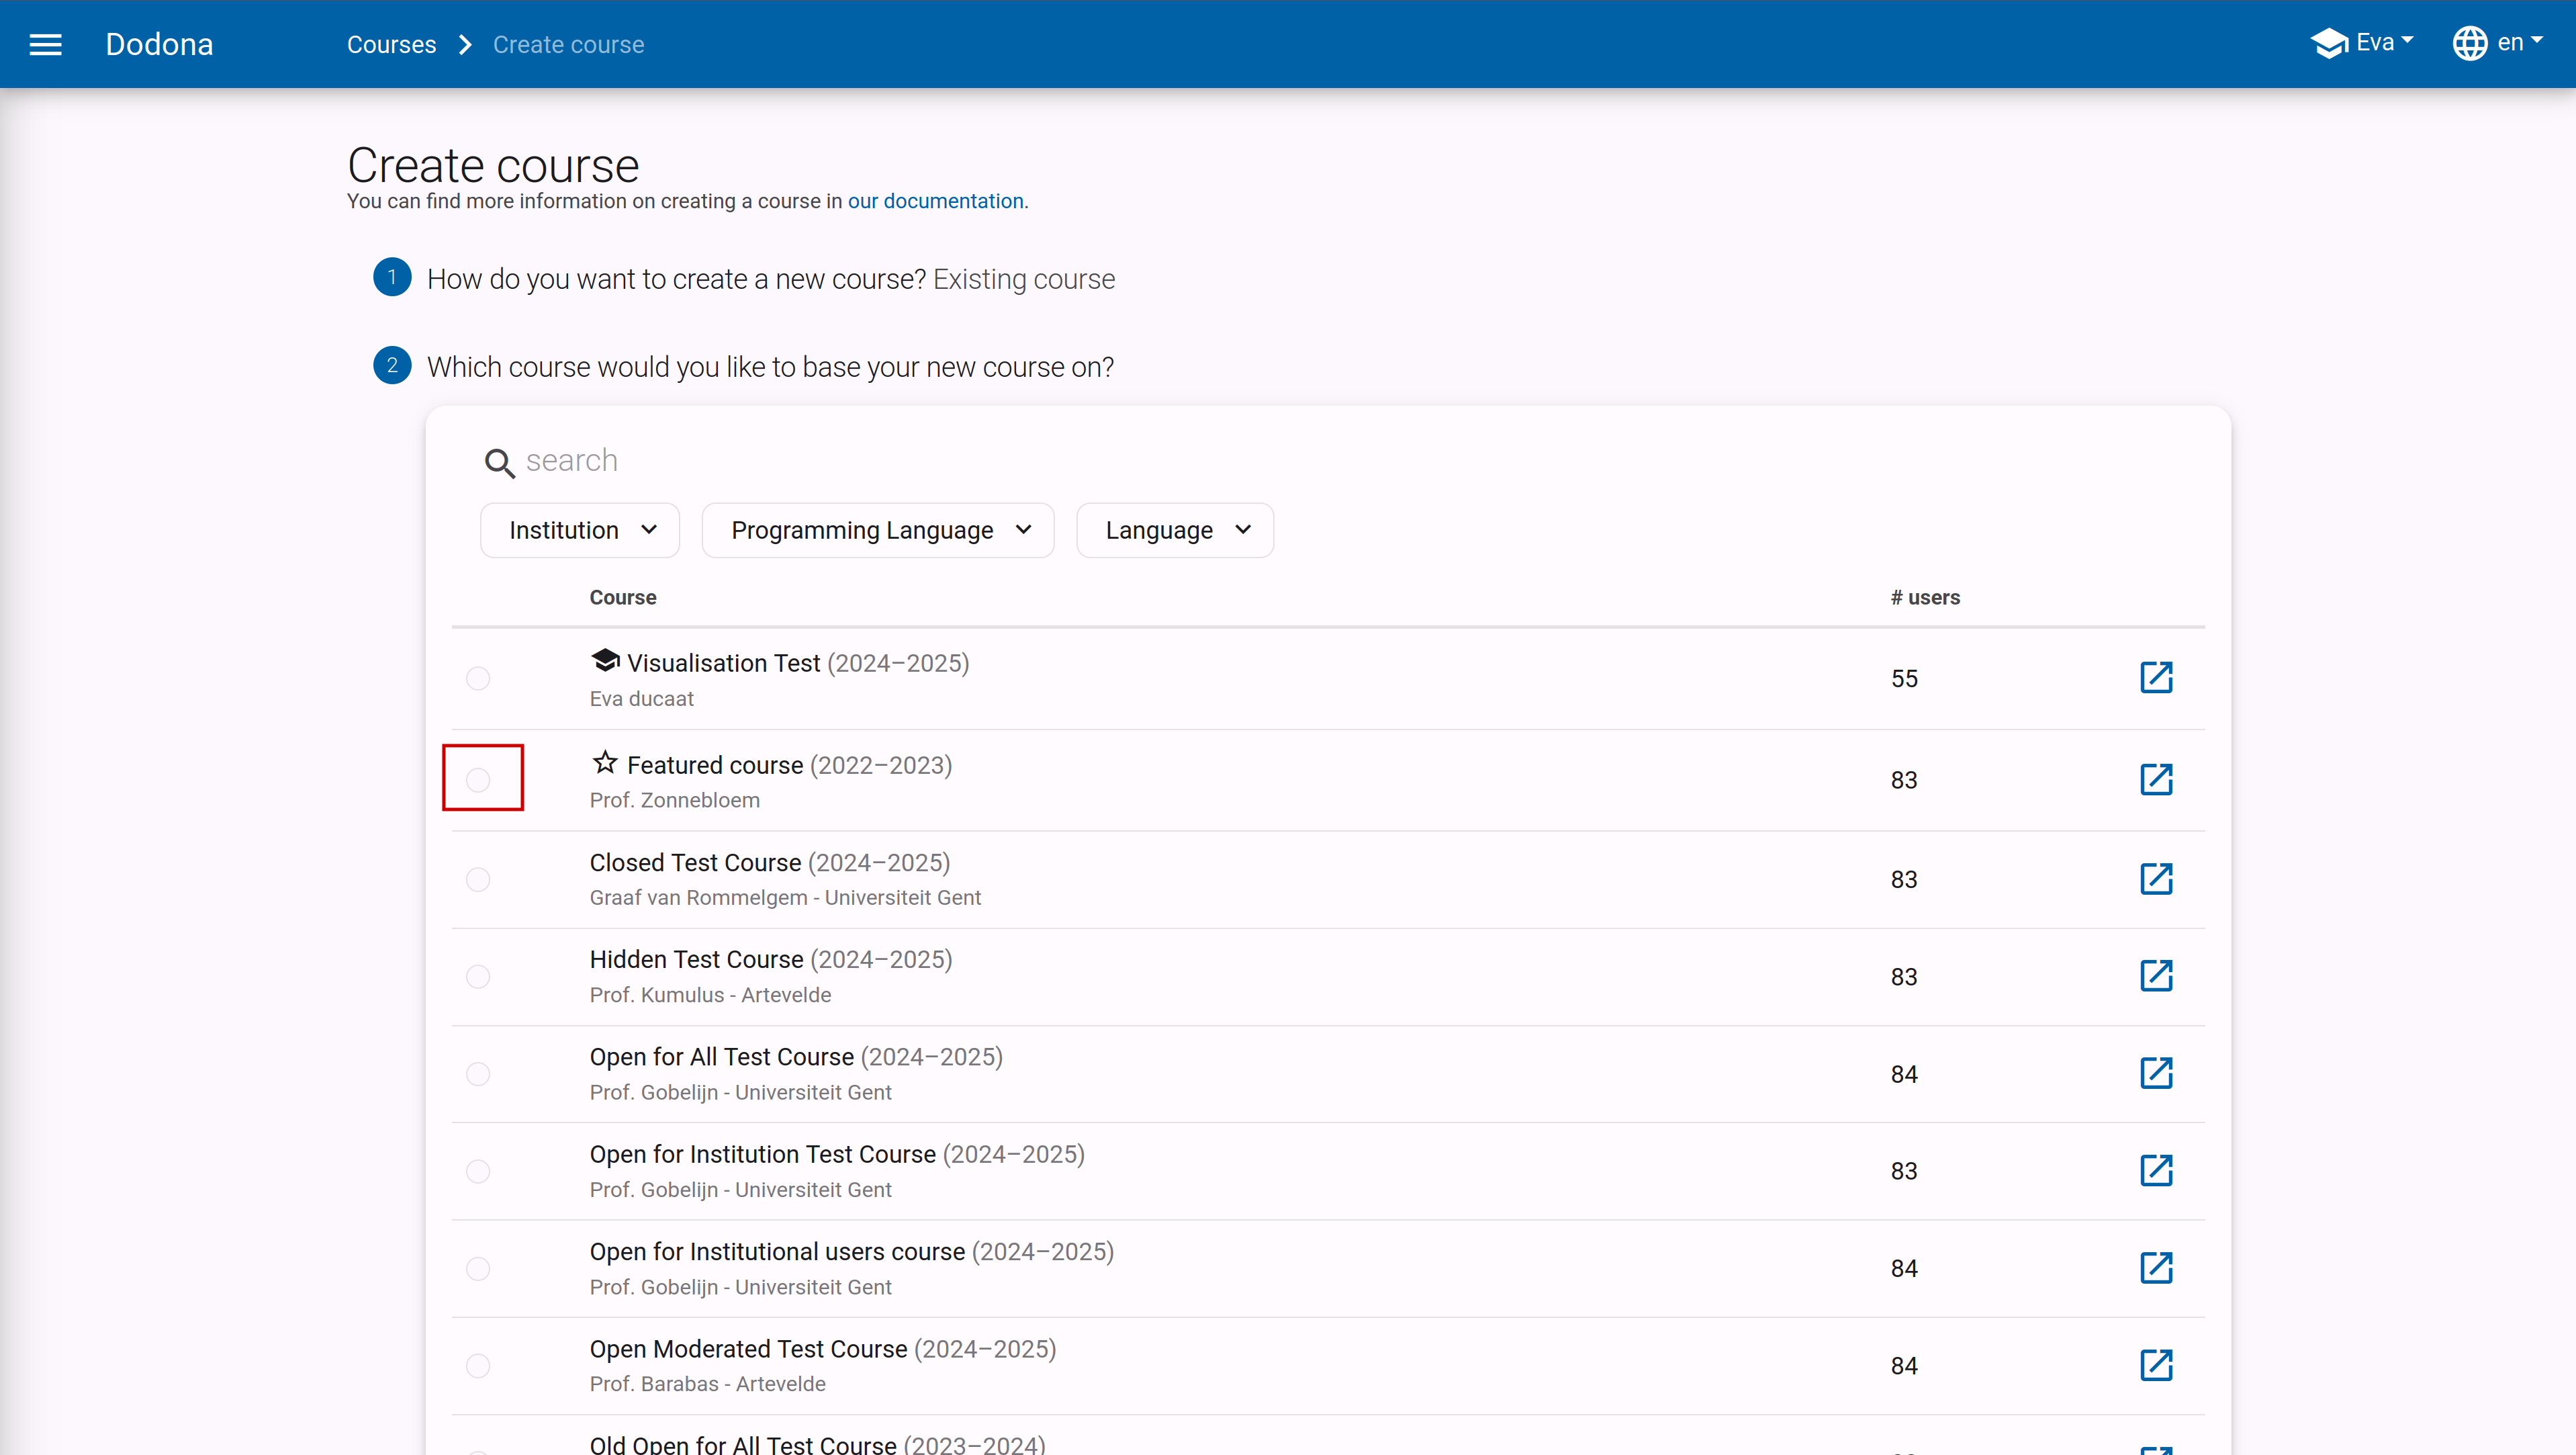 Dodona Courses Create course Eva en
Create course
You can find more information on creating a course in our documentation.
1 How do you want to create a new course? Existing course
2 Which course would you like to base your new course on?
search
Institution Programming Language Language
Course # users
Visualisation Test (2024–2025)
Eva ducaat
55
Featured course (2022–2023)
Prof. Zonnebloem
83
Closed Test Course (2024–2025)
Graaf van Rommelgem - Universiteit Gent
83
Hidden Test Course (2024–2025)
Prof. Kumulus - Artevelde
83
Open for All Test Course (2024–2025)
Prof. Gobelijn - Universiteit Gent
84
Open for Institution Test Course (2024–2025)
Prof. Gobelijn - Universiteit Gent
83
Open for Institutional users course (2024–2025)
Prof. Gobelijn - Universiteit Gent
84
Open Moderated Test Course (2024–2025)
Prof. Barabas - Artevelde
84
Old Open for All Test Course (2023–2024)